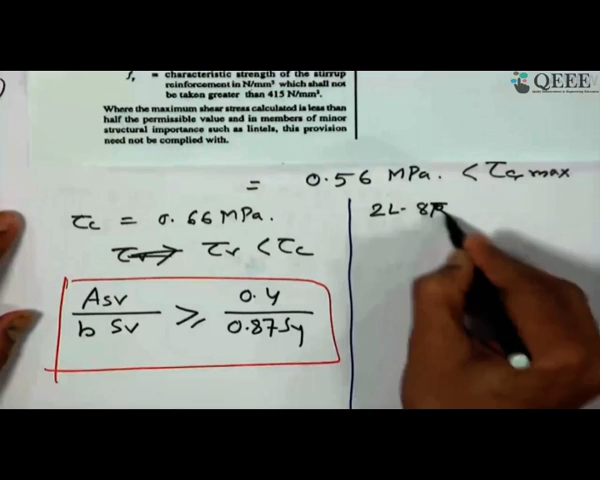 QEEE
fy = characteristic strength of the stirrup
reinforcement in N/mm² which shall not
be taken greater than 415 N/mm².
Where the maximum shear stress calculated is less than
half the permissible value and in members of minor
structural importance such as lintels, this provision
need not be complied with.
= 0.56 MPa. < τc, max
τc = 0.66 MPa.
τv < τc
Asv / b Sv ≥ 0.4 / 0.87fy
2L- 8